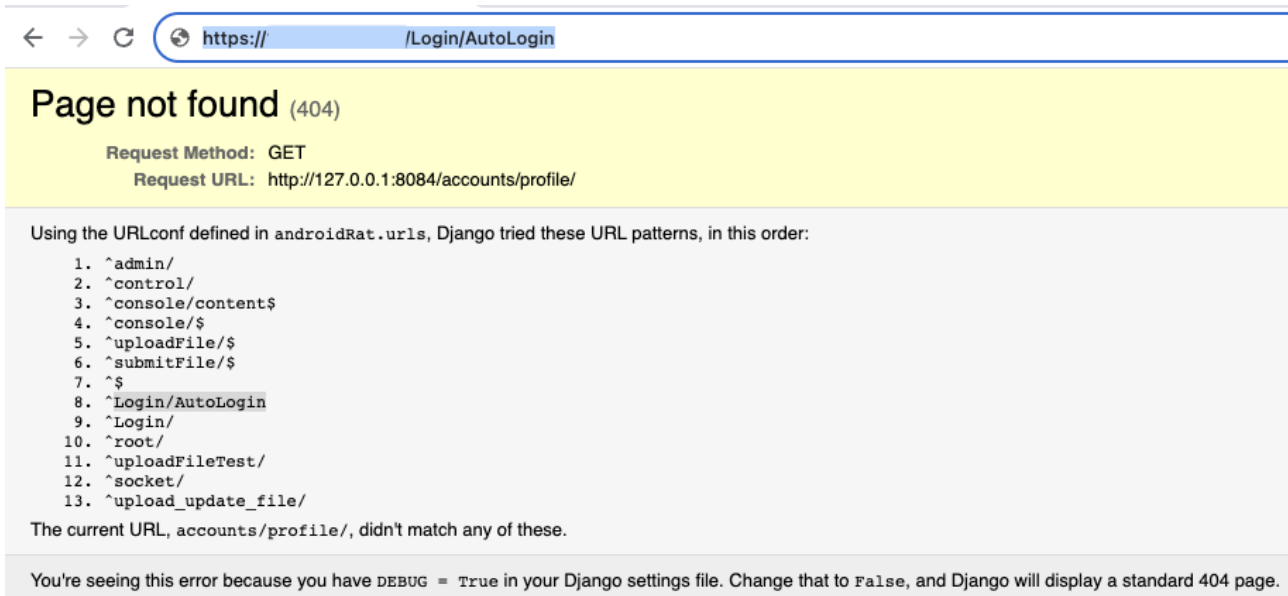 https:// /Login/AutoLogin
Page not found (404)
Request Method: GET
Request URL: http://127.0.0.1:8084/accounts/profile/
Using the URLconf defined in androidRat.urls, Django tried these URL patterns, in this order:
1. ^admin/
2. ^control/
3. ^console/content$
4. ^console/$
5. ^uploadFile/$
6. ^submitFile/$
7. ^$
8. ^Login/AutoLogin
9. ^Login/
10. ^root/
11. ^uploadFileTest/
12. ^socket/
13. ^upload_update_file/
The current URL, accounts/profile/, didn't match any of these.
You're seeing this error because you have DEBUG = True in your Django settings file. Change that to False, and Django will display a standard 404 page.